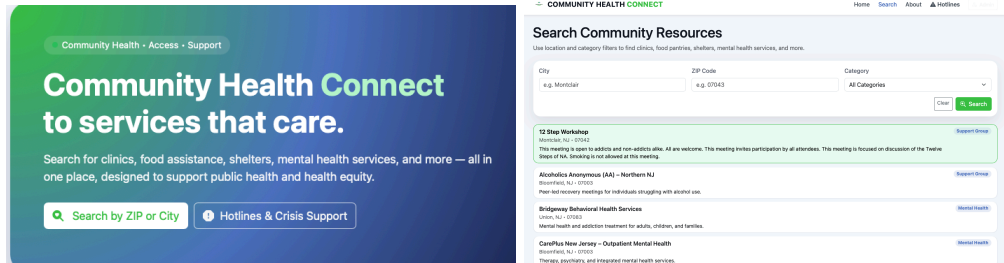 Community Health • Access • Support
Community Health Connect
to services that care.
Search for clinics, food assistance, shelters, mental health services, and more — all in
one place, designed to support public health and health equity.
Search by ZIP or City
Hotlines & Crisis Support
COMMUNITY HEALTH CONNECT
Home Search About Hotlines
Search Community Resources
Use location and category filters to find clinics, food pantries, shelters, mental health services, and more.
City ZIP Code Category
e.g. Montclair e.g. 07043 All Categories
Clear Search
12 Step Workshop Support Group
Montclair, NJ • 07042
This meeting is open to addicts and non-addicts alike. All are welcome. This meeting invites participation by all attendees. This meeting is focused on discussion of the Twelve
Steps of NA. Smoking is not allowed at this meeting.
Alcoholics Anonymous (AA) – Northern NJ Support Group
Bloomfield, NJ • 07003
Peer-led recovery meetings for individuals struggling with alcohol use.
Bridgeway Behavioral Health Services Mental Health
Union, NJ • 07083
Mental health and addiction treatment for adults, children, and families.
CarePlus New Jersey – Outpatient Mental Health Mental Health
Bloomfield, NJ • 07003
Therapy, psychiatry, and integrated mental health services.